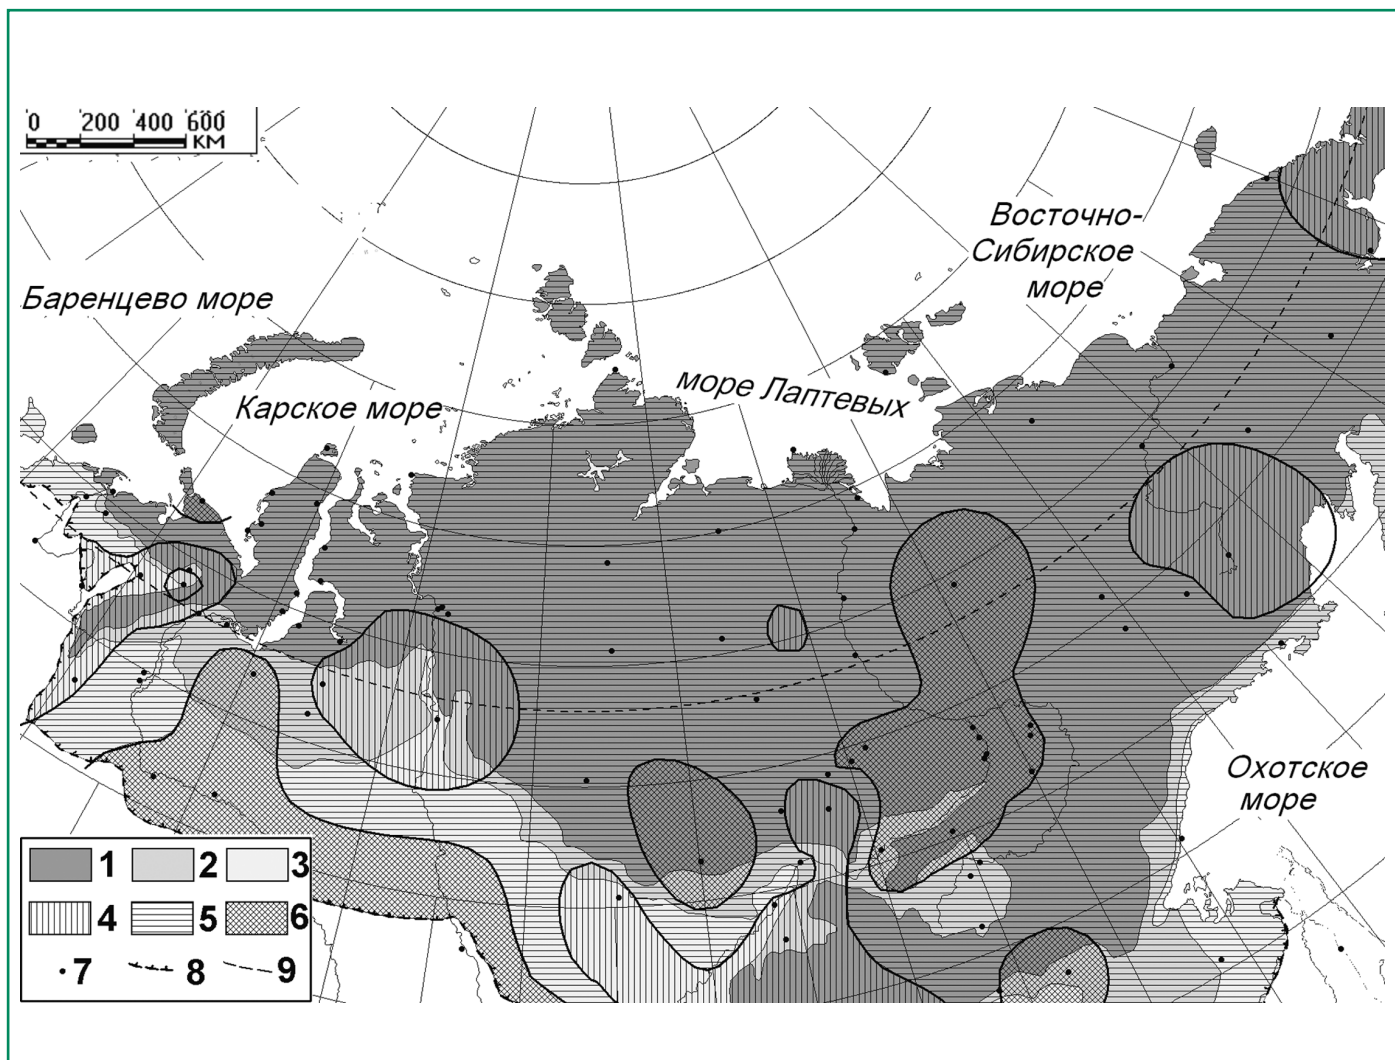 0 200 400 600
КМ
Восточно-
Сибирское
море
Баренцево море
Карское море
море Лаптевых
Охотское
море
1 2 3
4 5 6
7 8 9